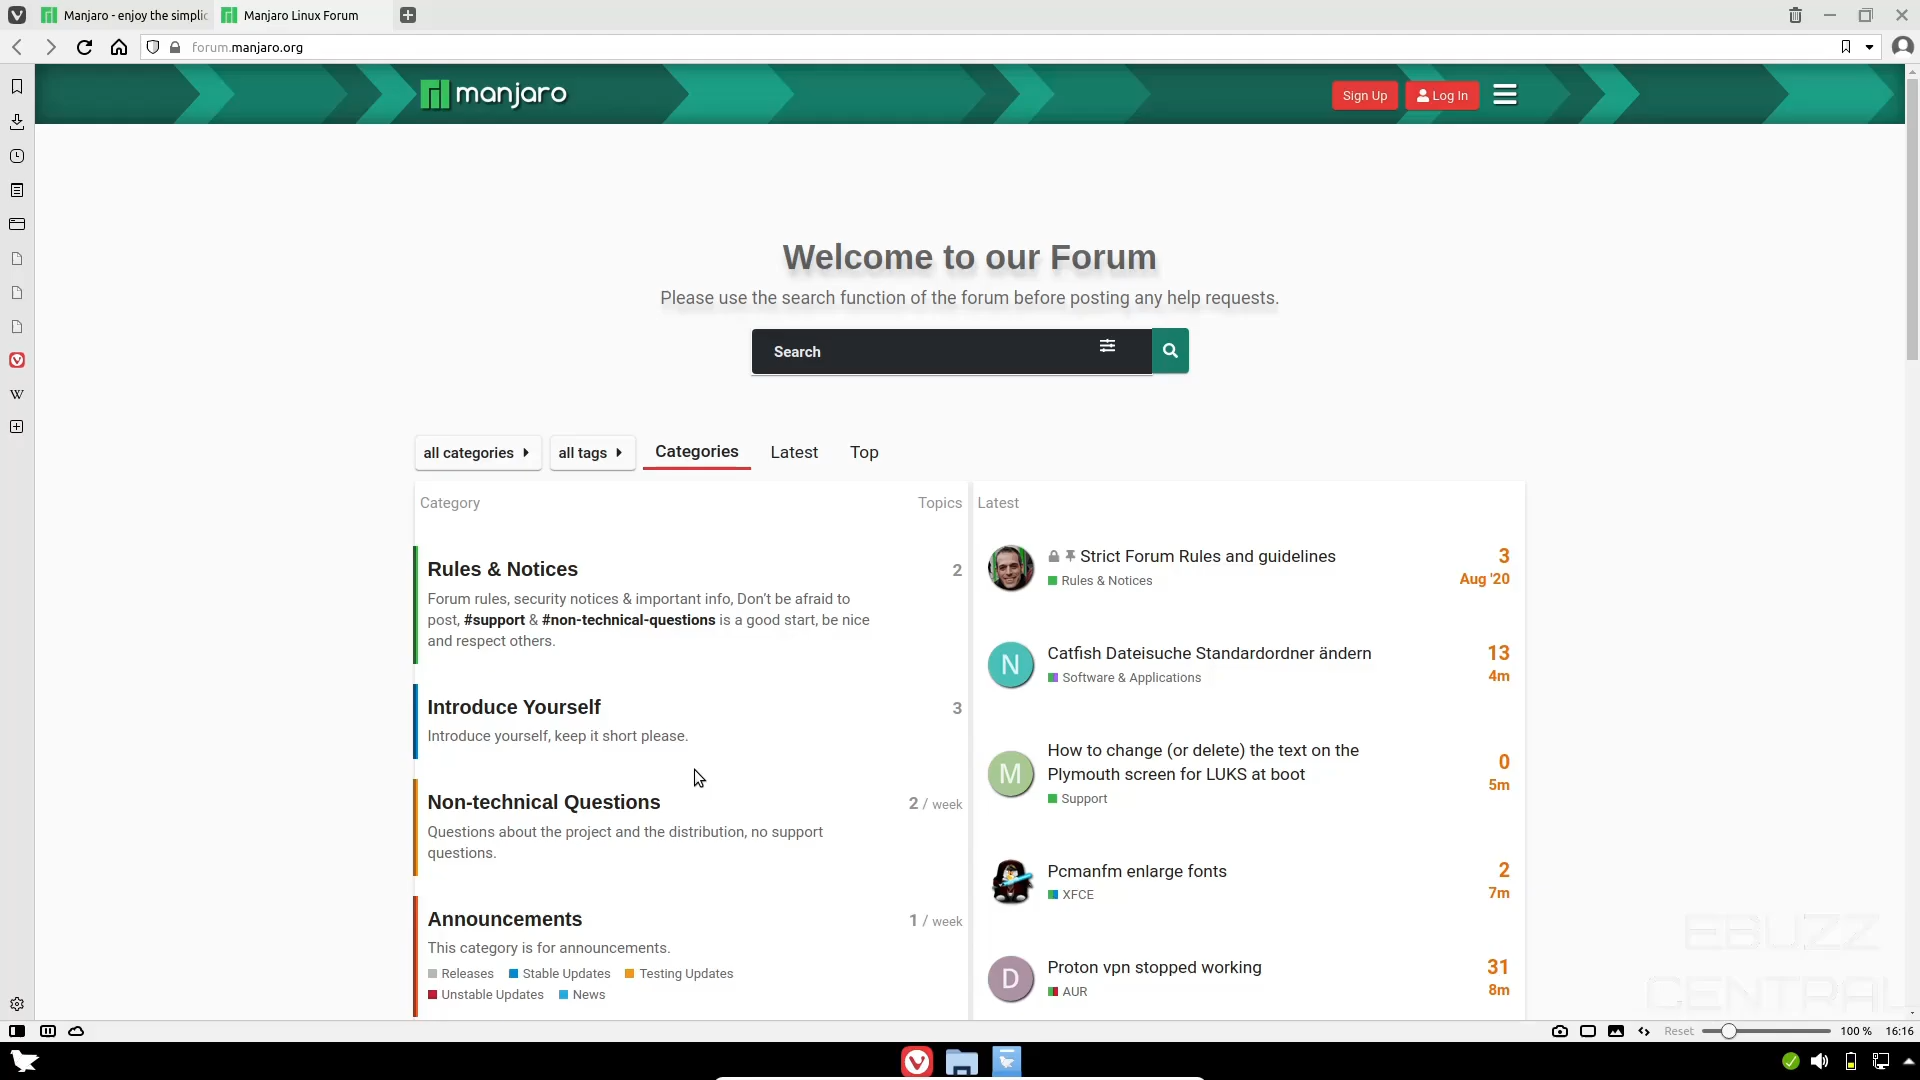 Manjaro - enjoy the simplic
Manjaro Linux Forum
forum.manjaro.org
manjaro
Sign Up
Log In
Welcome to our Forum
Please use the search function of the forum before posting any help requests.
Search
all categories
all tags
Categories
Latest
Top
Category
Topics
Rules & Notices
2
Forum rules, security notices & important info, Don't be afraid to
post, #support & #non-technical-questions is a good start, be nice
and respect others.
Introduce Yourself
3
Introduce yourself, keep it short please.
Non-technical Questions
2 / week
Questions about the project and the distribution, no support
questions.
Announcements
1 / week
This category is for announcements.
Releases Stable Updates Testing Updates
Unstable Updates News
Latest
Strict Forum Rules and guidelines
3
Rules & Notices
Aug '20
N
Catfish Dateisuche Standardordner ändern
13
Software & Applications
4m
M
How to change (or delete) the text on the
Plymouth screen for LUKS at boot
0
5m
Support
Pcmanfm enlarge fonts
2
XFCE
7m
D
Proton vpn stopped working
31
AUR
8m
EBUZZ
CENTRAL
W
Reset
100 %
16:16